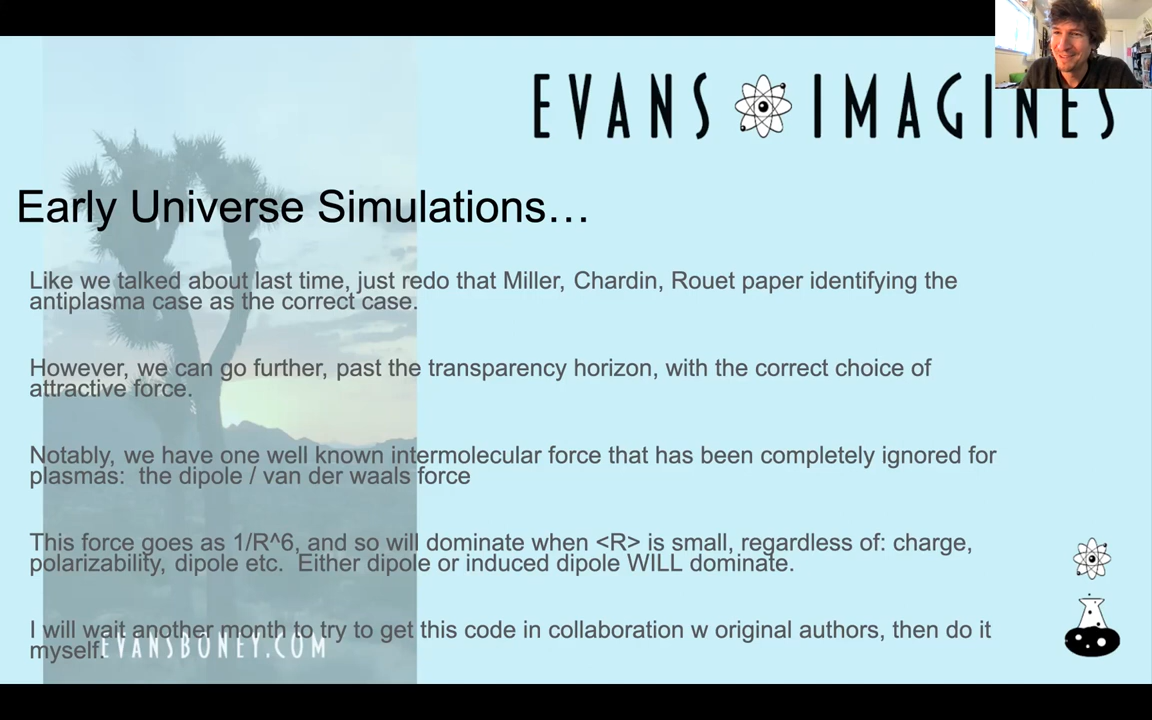 EVANS IMAGINES
Early Universe Simulations…
Like we talked about last time, just redo that Miller, Chardin, Rouet paper identifying the
antiplasma case as the correct case.
However, we can go further, past the transparency horizon, with the correct choice of
attractive force.
Notably, we have one well known intermolecular force that has been completely ignored for
plasmas:  the dipole / van der waals force
This force goes as 1/R^6, and so will dominate when <R> is small, regardless of: charge,
polarizability, dipole etc.  Either dipole or induced dipole WILL dominate.
I will wait another month to try to get this code in collaboration w original authors, then do it
myself.
EVANSBONEY.COM